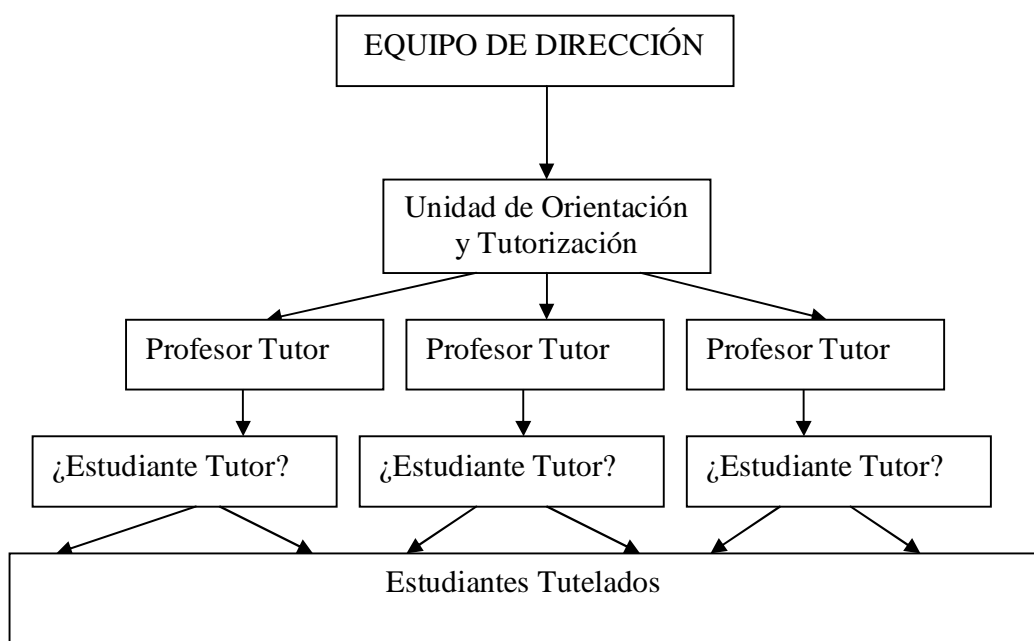 EQUIPO DE DIRECCIÓN
Unidad de Orientación
y Tutorización
Profesor Tutor
Profesor Tutor
Profesor Tutor
¿Estudiante Tutor?
¿Estudiante Tutor?
¿Estudiante Tutor?
Estudiantes Tutelados